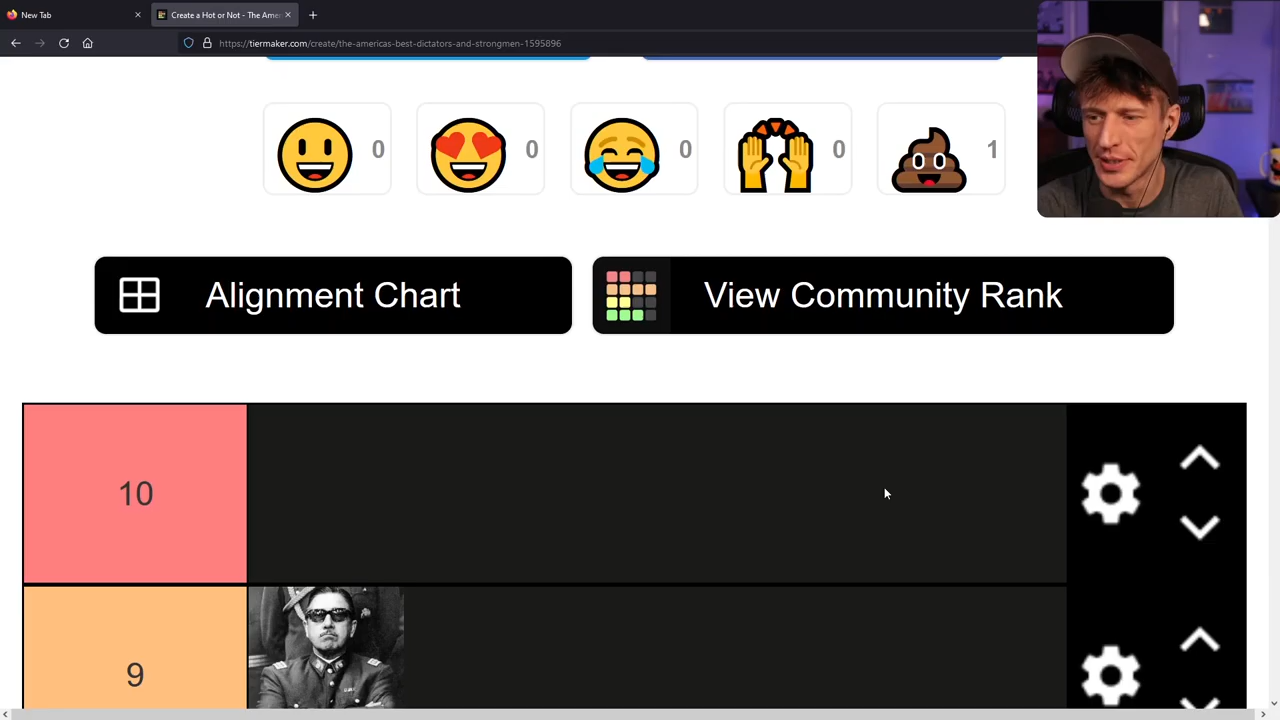 New Tab
Create a Hot or Not - The Ame
https://tiermaker.com/create/the-americas-best-dictators-and-strongmen-1595896
0
0
0
0
1
Alignment Chart
View Community Rank
10
9